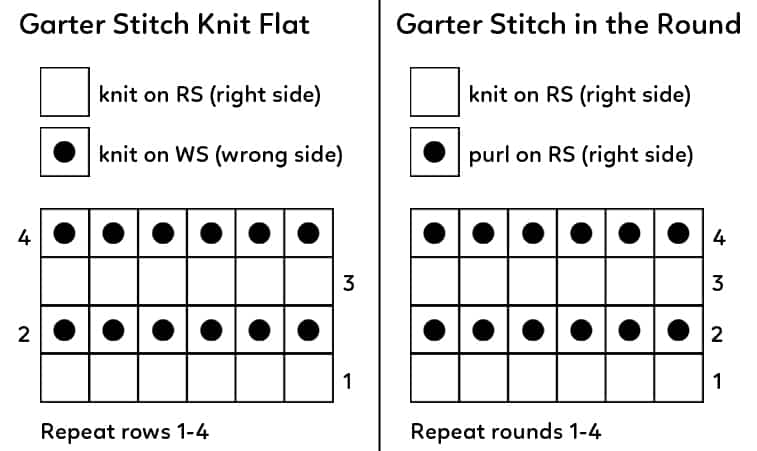 Garter Stitch Knit Flat
knit on RS (right side)
knit on WS (wrong side)
4
3
2
1
Repeat rows 1-4
Garter Stitch in the Round
knit on RS (right side)
purl on RS (right side)
4
3
2
1
Repeat rounds 1-4